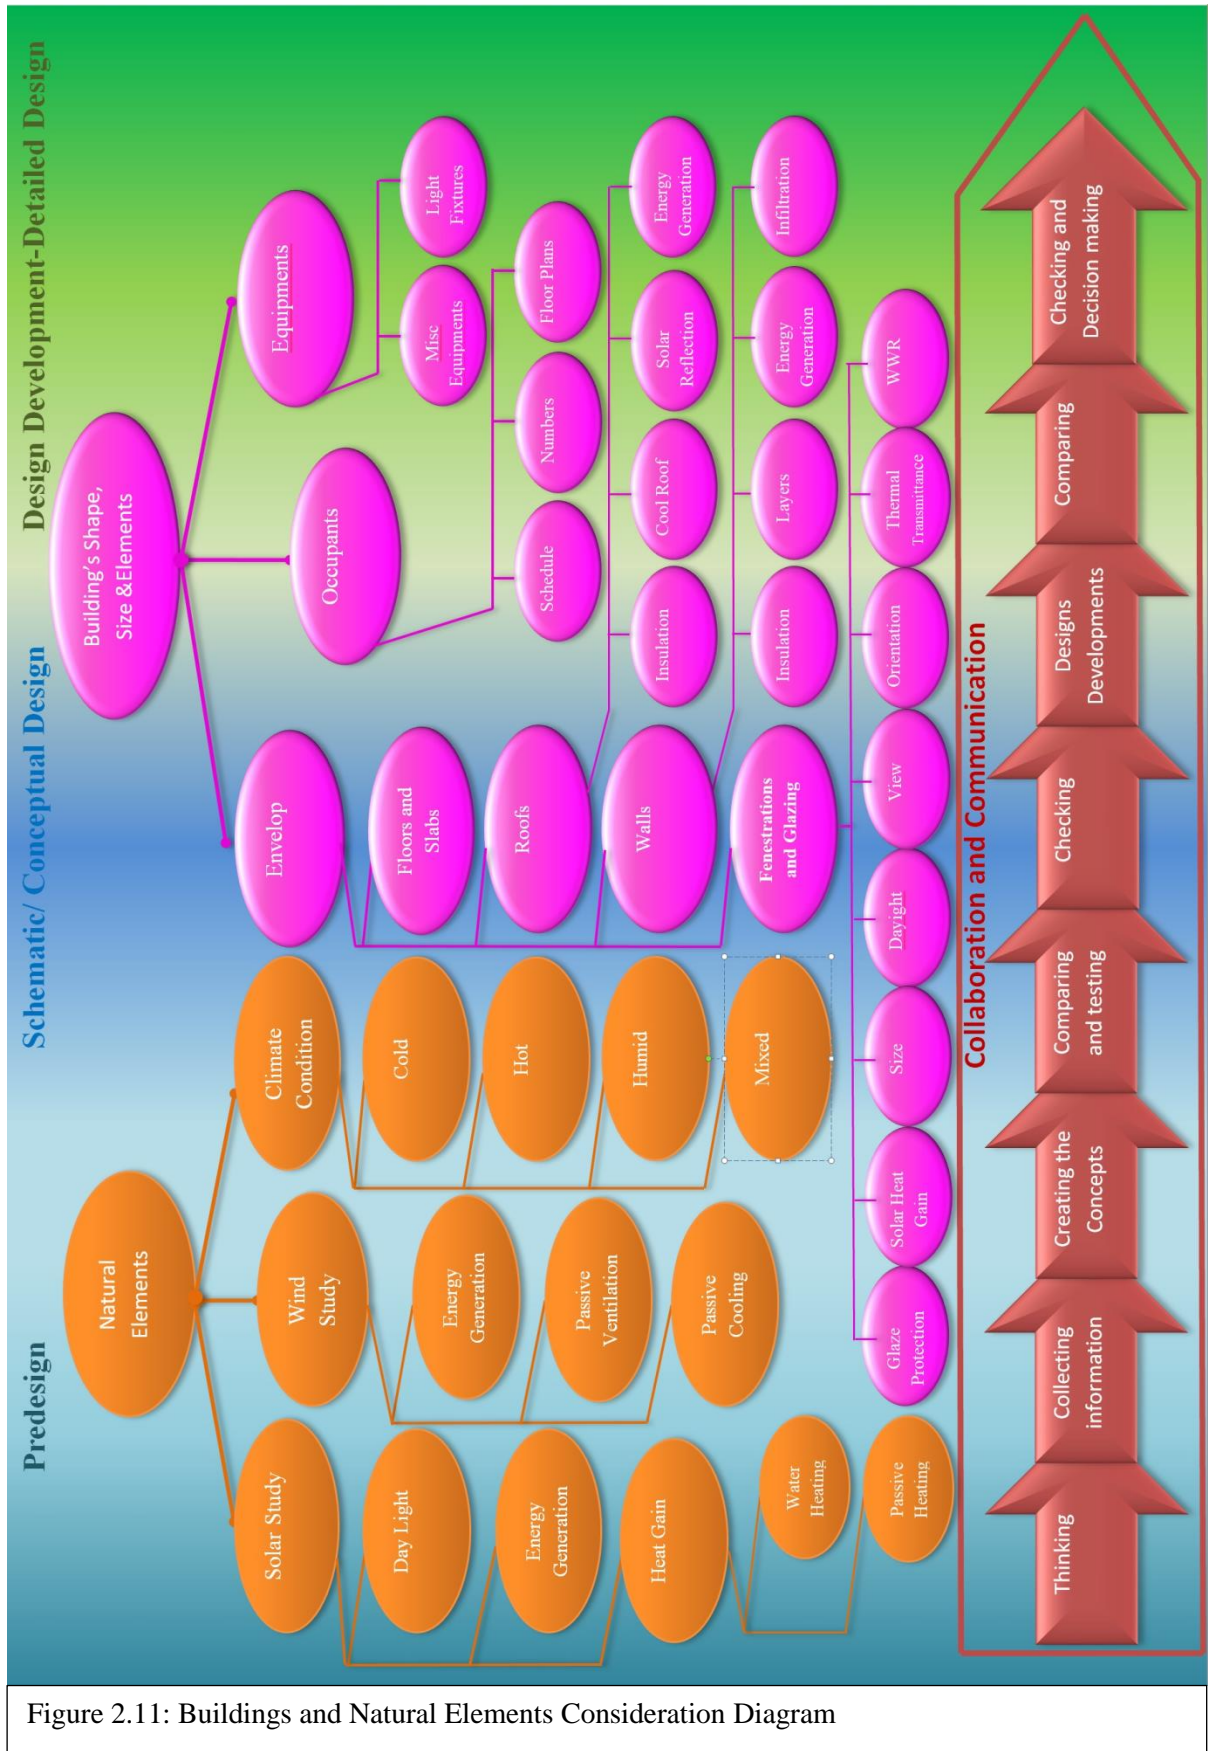 Predesign
Schematic/ Conceptual Design
Design Development-Detailed Design
Natural
Elements
Solar Study
Day Light
Energy
Generation
Heat Gain
Water
Heating
Passive
Heating
Wind
Study
Energy
Generation
Passive
Ventilation
Passive
Cooling
Climate
Condition
Cold
Hot
Humid
Mixed
Building's Shape,
Size &Elements
Envelop
Floors and
Slabs
Roofs
Walls
Fenestrations
and Glazing
Occupants
Schedule
Numbers
Floor Plans
Equipments
Misc
Equipments
Light
Fixtures
Insulation
Cool Roof
Solar
Reflection
Energy
Generation
Insulation
Layers
Energy
Generation
Infiltration
Glaze
Protection
Solar Heat
Gain
Size
Dayight
View
Orientation
Thermal
Transmittance
WWR
Collaboration and Communication
Thinking
Collecting
information
Creating the
Concepts
Comparing
and testing
Checking
Designs
Developments
Comparing
Checking and
Decision making
Figure 2.11: Buildings and Natural Elements Consideration Diagram